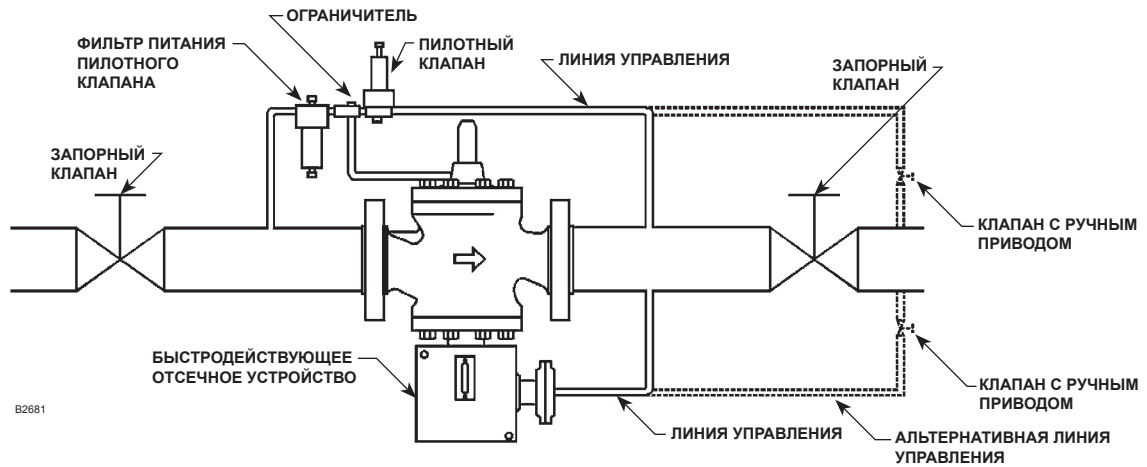 ОГРАНИЧИТЕЛЬ
ФИЛЬТР ПИТАНИЯ
ПИЛОТНОГО
КЛАПАНА
ПИЛОТНЫЙ
КЛАПАН
ЛИНИЯ УПРАВЛЕНИЯ
ЗАПОРНЫЙ
КЛАПАН
ЗАПОРНЫЙ
КЛАПАН
КЛАПАН С РУЧНЫМ
ПРИВОДОМ
БЫСТРОДЕЙСТВУЮЩЕЕ
ОТСЕЧНОЕ УСТРОЙСТВО
КЛАПАН С РУЧНЫМ
ПРИВОДОМ
B2681
ЛИНИЯ УПРАВЛЕНИЯ
АЛЬТЕРНАТИВНАЯ ЛИНИЯ
УПРАВЛЕНИЯ